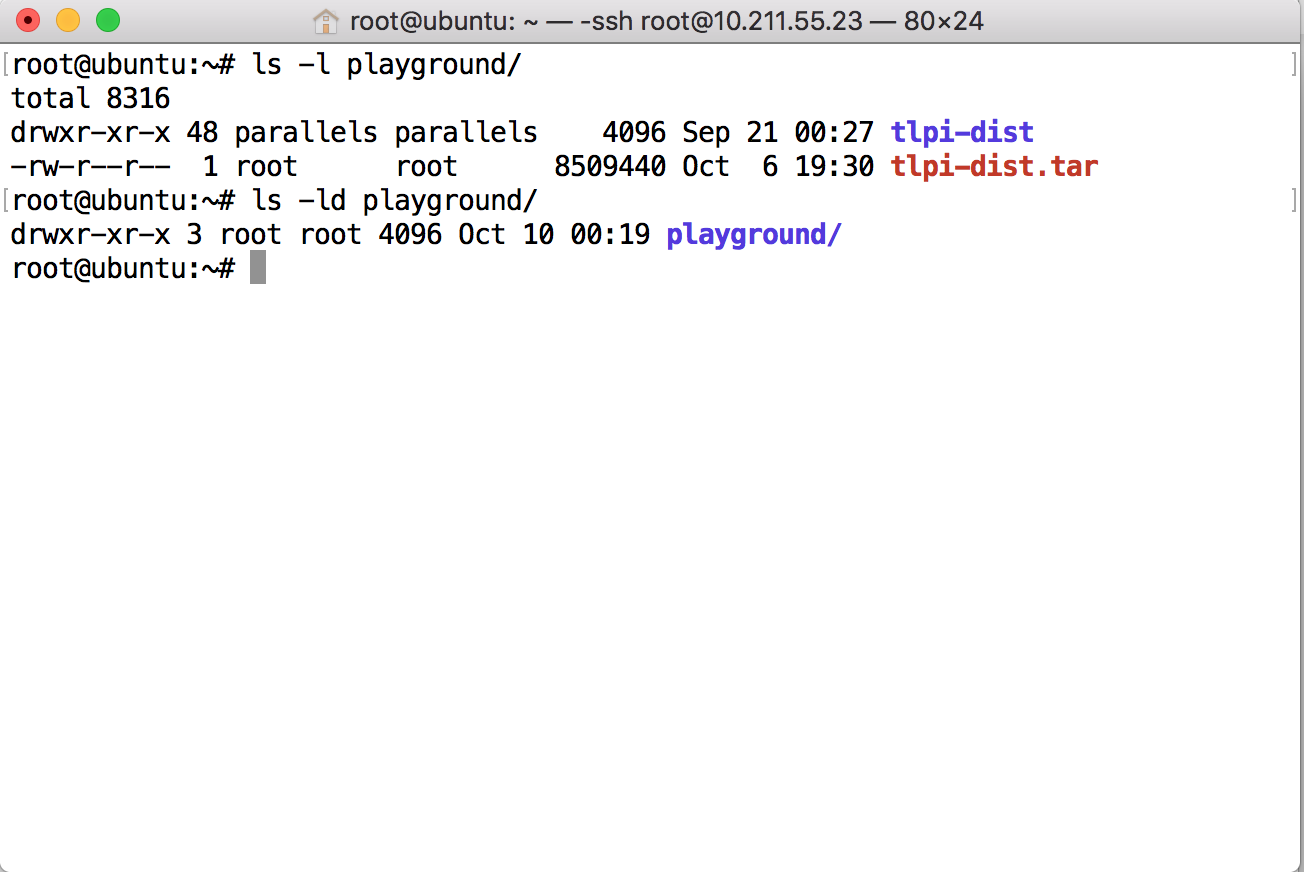 root@ubuntu: ~ — -ssh root@10.211.55.23 — 80×24
[root@ubuntu:~# ls -l playground/ ]
total 8316
drwxr-xr-x 48 parallels parallels    4096 Sep 21 00:27 tlpi-dist
-rw-r--r--  1 root      root      8509440 Oct  6 19:30 tlpi-dist.tar
[root@ubuntu:~# ls -ld playground/ ]
drwxr-xr-x 3 root root 4096 Oct 10 00:19 playground/
root@ubuntu:~#